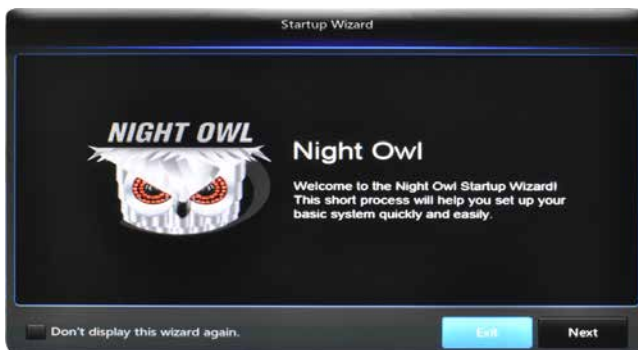 Startup Wizard
NIGHT OWL
Night Owl
Welcome to the Night Owl Startup Wizard!
This short process will help you set up your
basic system quickly and easily.
Don't display this wizard again.
Exit
Next